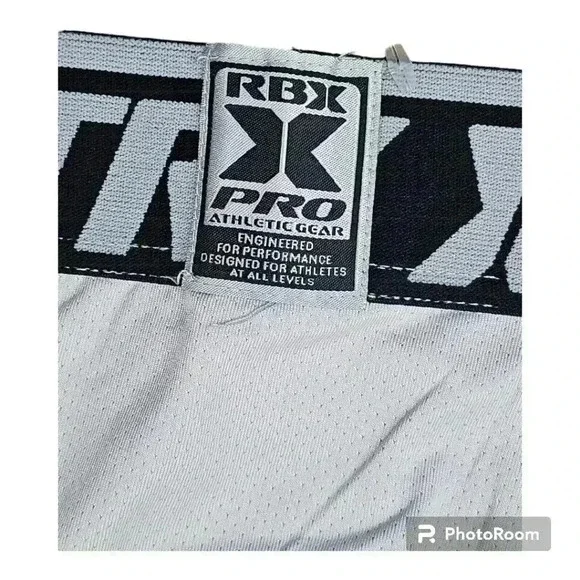 RBX
X
PRO
ATHLETIC GEAR
ENGINEERED
FOR PERFORMANCE
DESIGNED FOR ATHLETES
AT ALL LEVELS
PhotoRoom